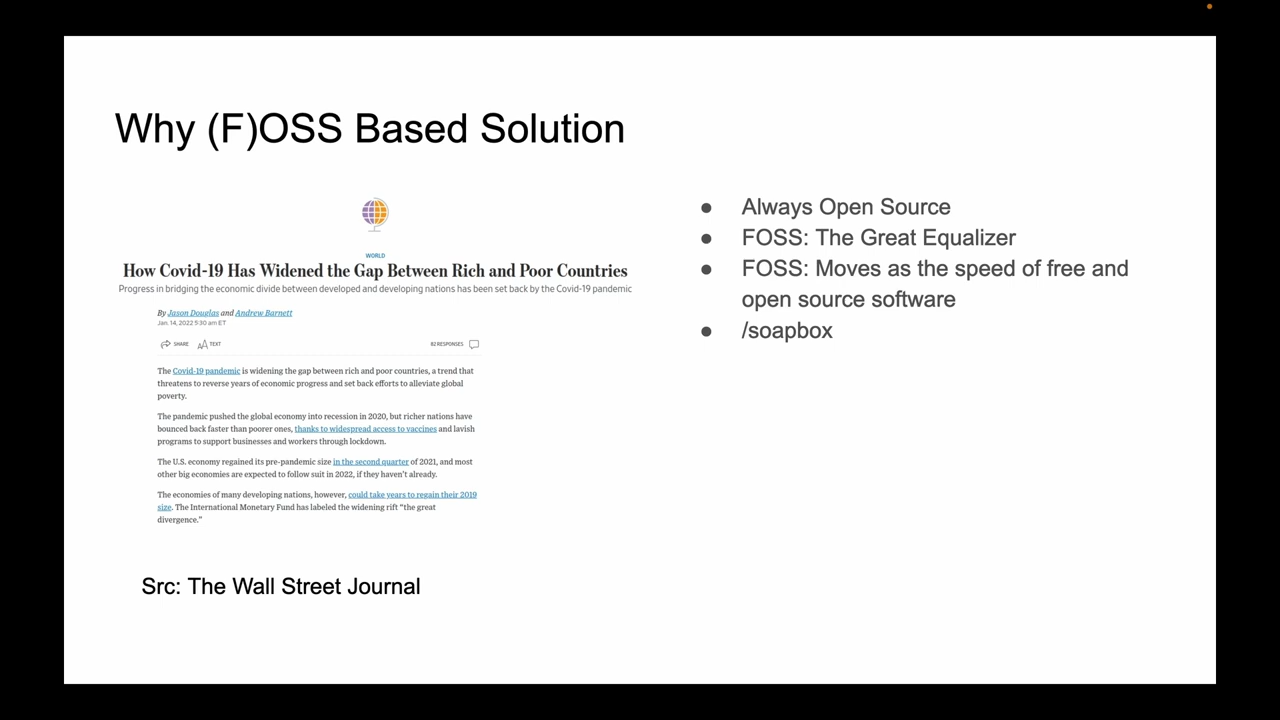 Why (F)OSS Based Solution
WORLD
How Covid-19 Has Widened the Gap Between Rich and Poor Countries
Progress in bridging the economic divide between developed and developing nations has been set back by the Covid-19 pandemic
By Jason Douglas and Andrew Barnett
Jan. 14, 2022 5:30 am ET
SHARE AA TEXT 82 RESPONSES
The Covid-19 pandemic is widening the gap between rich and poor countries, a trend that
threatens to reverse years of economic progress and set back efforts to alleviate global
poverty.
The pandemic pushed the global economy into recession in 2020, but richer nations have
bounced back faster than poorer ones, thanks to widespread access to vaccines and lavish
programs to support businesses and workers through lockdown.
The U.S. economy regained its pre-pandemic size in the second quarter of 2021, and most
other big economies are expected to follow suit in 2022, if they haven't already.
The economies of many developing nations, however, could take years to regain their 2019
size. The International Monetary Fund has labeled the widening rift "the great
divergence."
Src: The Wall Street Journal
● Always Open Source
● FOSS: The Great Equalizer
● FOSS: Moves as the speed of free and
open source software
● /soapbox